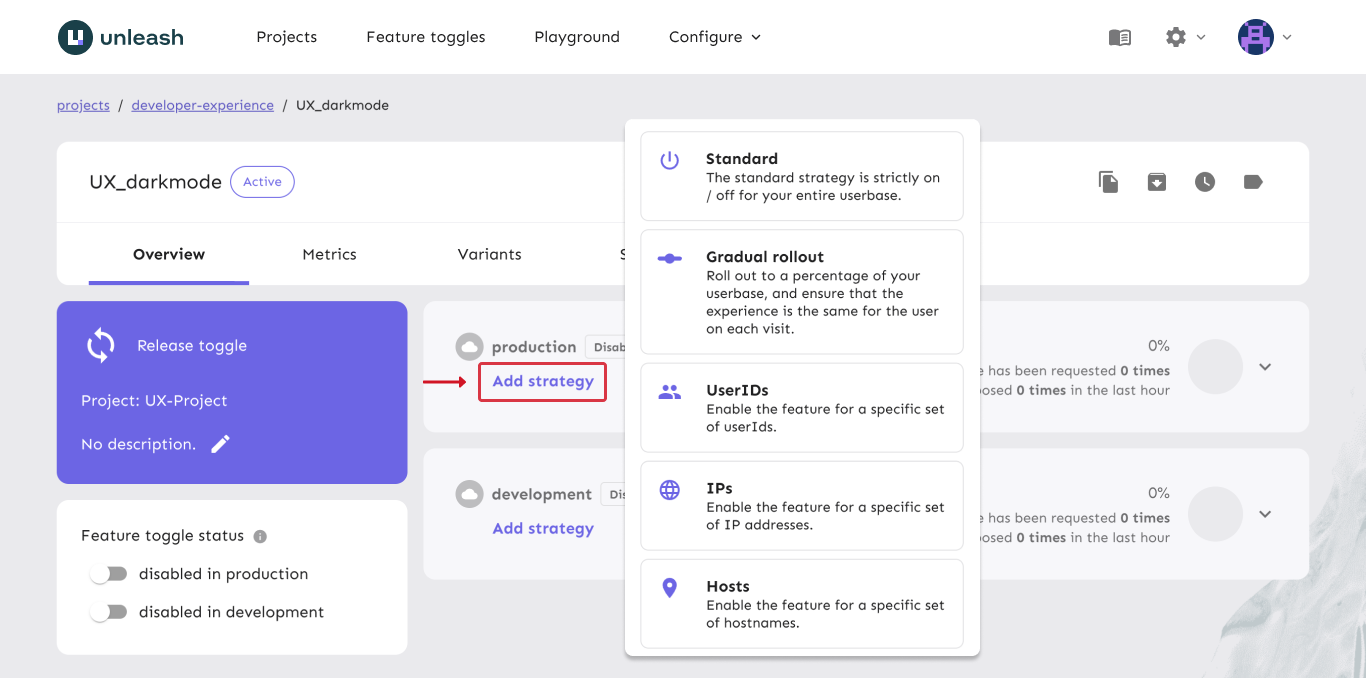 unleash
Projects
Feature toggles
Playground
Configure
projects / developer-experience / UX_darkmode
UX_darkmode
Active
Overview
Metrics
Variants
Release toggle
Project: UX-Project
No description.
Feature toggle status
disabled in production
disabled in development
production
Add strategy
0%
has been requested 0 times
0 times in the last hour
development
Add strategy
0%
has been requested 0 times
0 times in the last hour
Standard
The standard strategy is strictly on
/ off for your entire userbase.
Gradual rollout
Roll out to a percentage of your
userbase, and ensure that the
experience is the same for the user
on each visit.
UserIDs
Enable the feature for a specific set
of userIds.
IPs
Enable the feature for a specific set
of IP addresses.
Hosts
Enable the feature for a specific set
of hostnames.